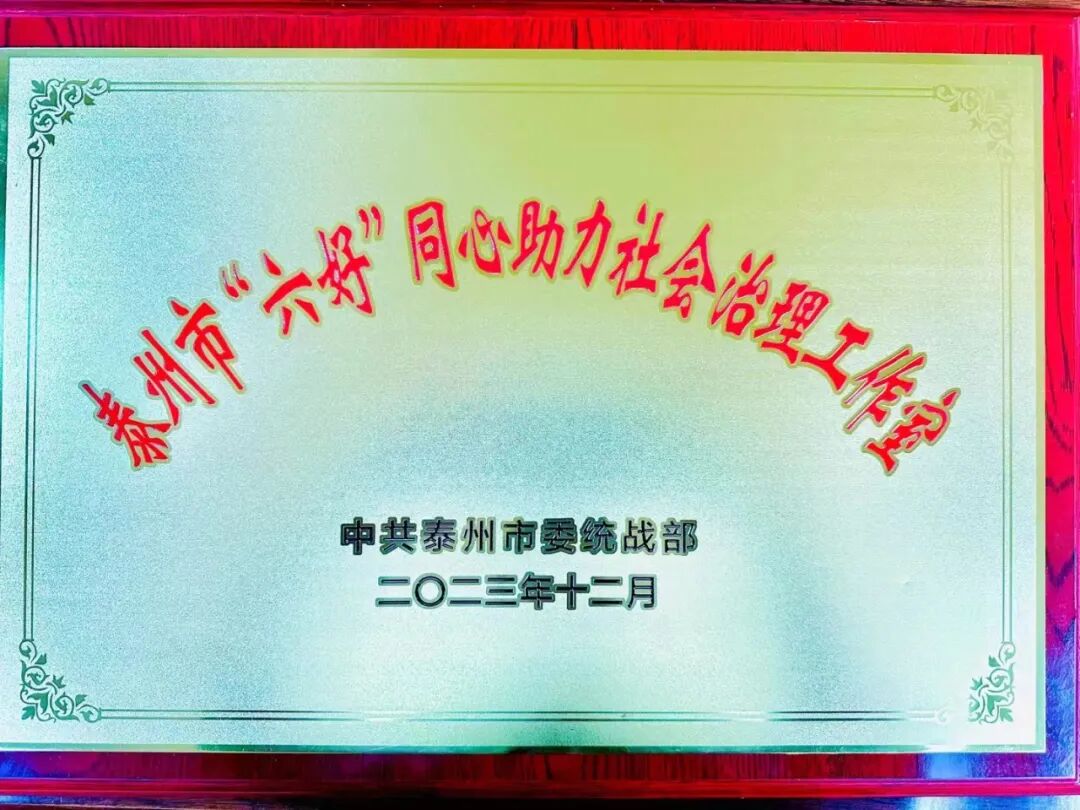 泰州市“六好”同心助力社会治理工作室
中共泰州市委统战部
二〇二三年十二月